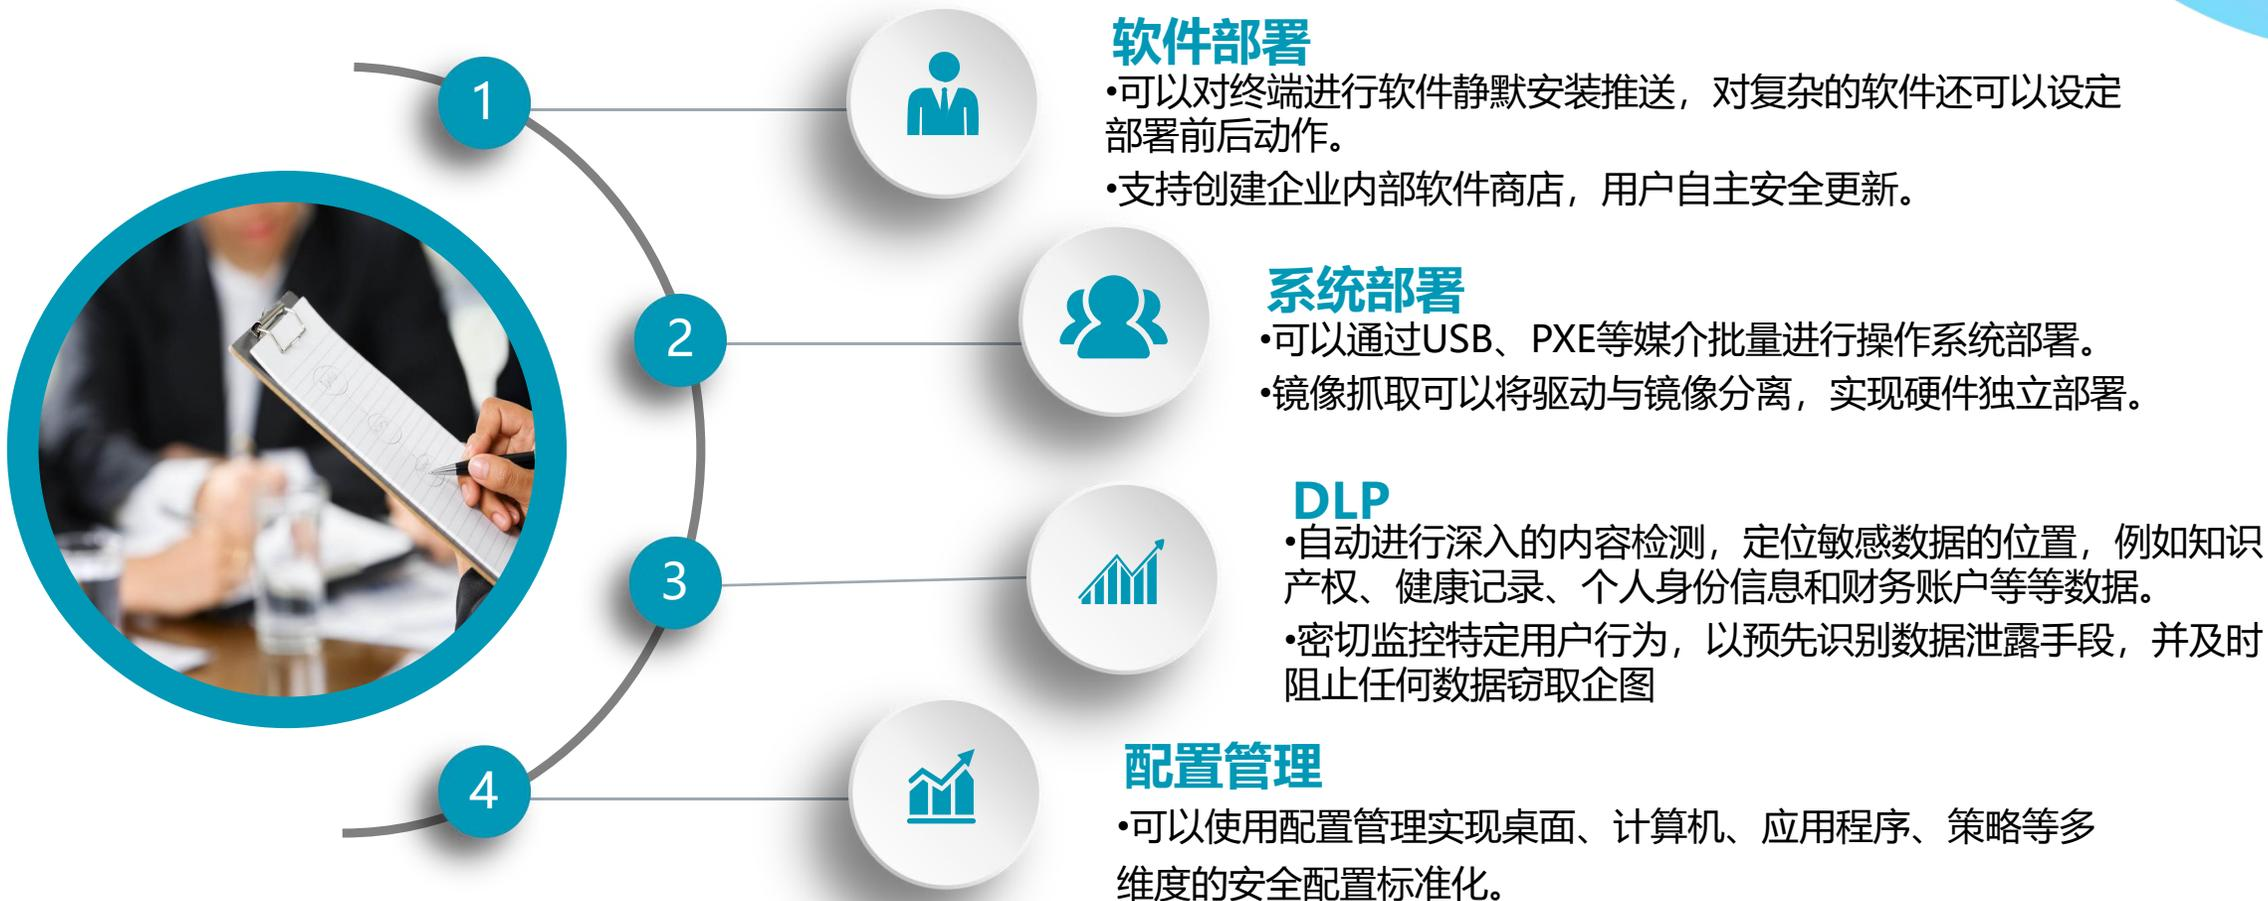 1
软件部署
•可以对终端进行软件静默安装推送，对复杂的软件还可以设定
部署前后动作。
•支持创建企业内部软件商店，用户自主安全更新。
2
系统部署
•可以通过USB、PXE等媒介批量进行操作系统部署。
•镜像抓取可以将驱动与镜像分离，实现硬件独立部署。
3
DLP
•自动进行深入的内容检测，定位敏感数据的位置，例如知识
产权、健康记录、个人身份信息和财务账户等等数据。
•密切监控特定用户行为，以预先识别数据泄露手段，并及时
阻止任何数据窃取企图
4
配置管理
•可以使用配置管理实现桌面、计算机、应用程序、策略等多
维度的安全配置标准化。